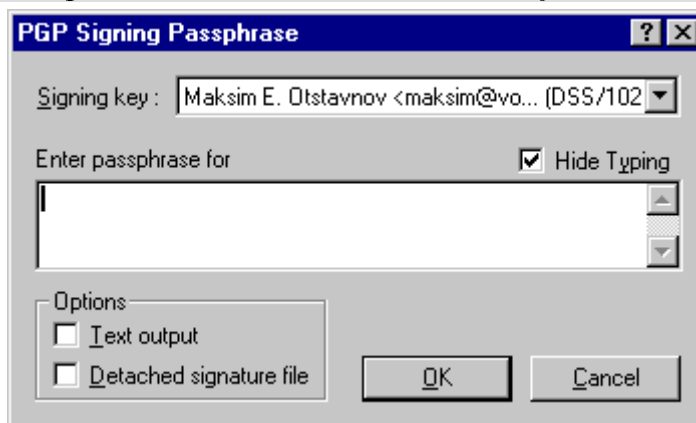 PGP Signing Passphrase
Signing key : Maksim E. Otstavnov <maksim@vo... (DSS/102
Enter passphrase for Hide Typing
Options
Text output
Detached signature file
OK Cancel